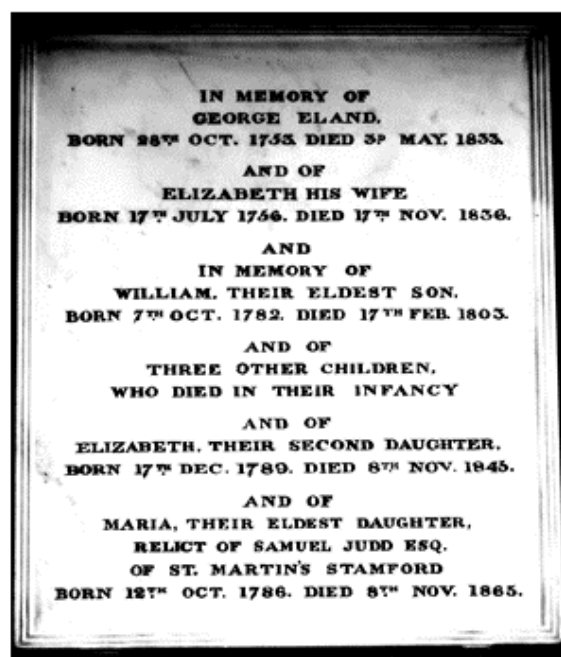 IN MEMORY OF
GEORGE ELAND,
BORN 28TH OCT. 1753. DIED 3D MAY, 1833.
AND OF
ELIZABETH HIS WIFE
BORN 17TH JULY 1756. DIED 17TH NOV. 1836.
AND
IN MEMORY OF
WILLIAM, THEIR ELDEST SON,
BORN 7TH OCT. 1782. DIED 17TH FEB. 1803.
AND OF
THREE OTHER CHILDREN,
WHO DIED IN THEIR INFANCY
AND OF
ELIZABETH, THEIR SECOND DAUGHTER,
BORN 17TH DEC. 1789. DIED 8TH NOV. 1845.
AND OF
MARIA, THEIR ELDEST DAUGHTER,
RELICT OF SAMUEL JUDD ESQ.
OF ST. MARTIN'S STAMFORD
BORN 12TH OCT. 1786. DIED 8TH NOV. 1865.